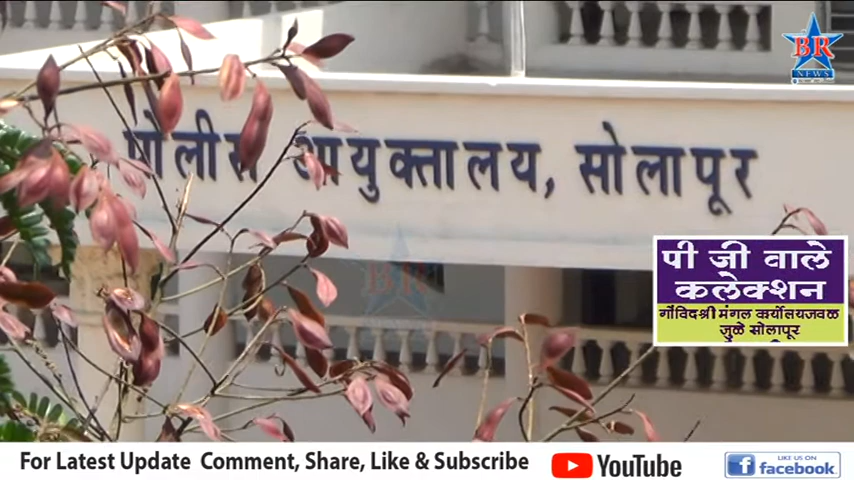 BR
NEWS
पोलीस आयुक्तालय, सोलापूर
BR
पी जी वाले
कलेक्शन
गोविंदश्री मंगल कार्यालयजवळ
जुळे सोलापूर
For Latest Update Comment, Share, Like & Subscribe
YouTube
LIKE US ON
facebook